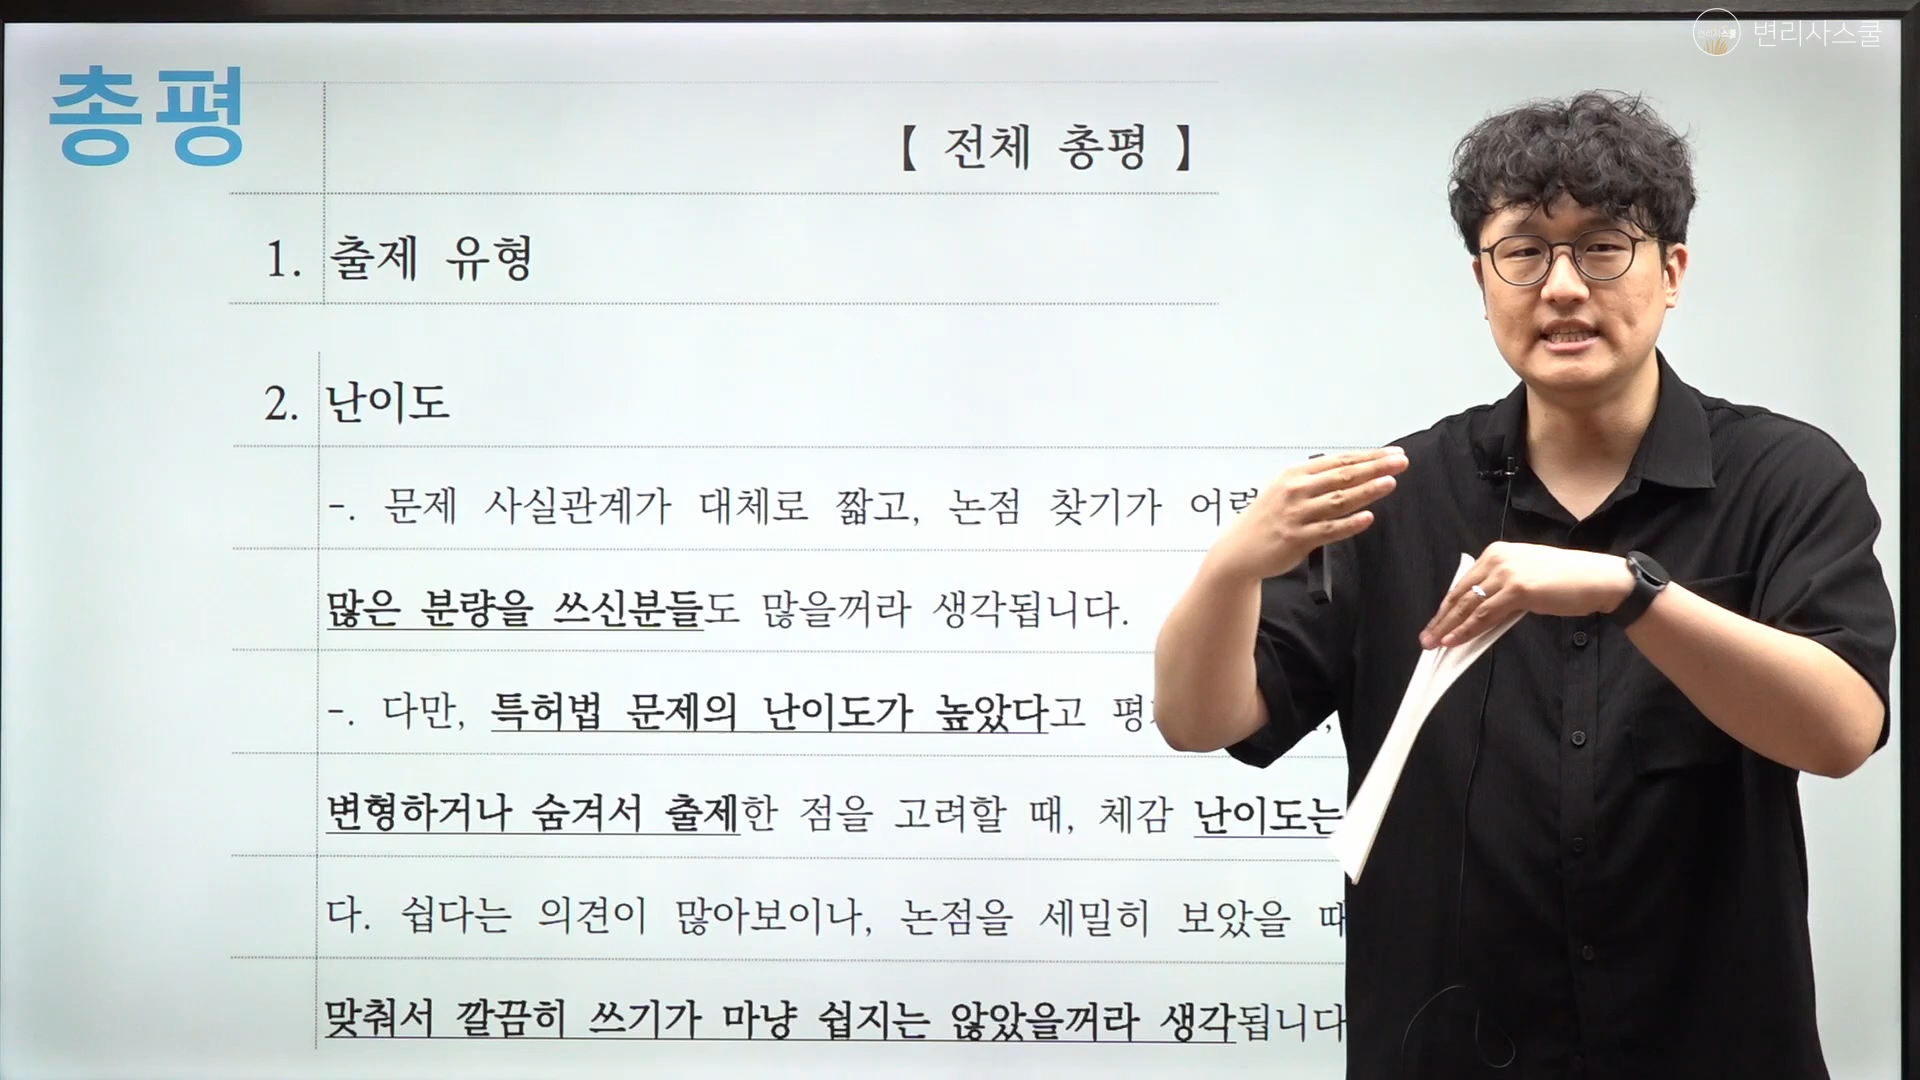 변리사스쿨
총평
【 전체 총평 】
1. 출제 유형
2. 난이도
-. 문제 사실관계가 대체로 짧고, 논점 찾기가
많은 분량을 쓰신분들도 많을꺼라 생각됩니다.
-. 다만, 특허법 문제의 난이도가 높았다고
변형하거나 숨겨서 출제한 점을 고려할 때, 체감 난이도는
다. 쉽다는 의견이 많아보이나, 논점을 세밀히 보았을 때
맞춰서 깔끔히 쓰기가 마냥 쉽지는 않았을꺼라 생각됩니다